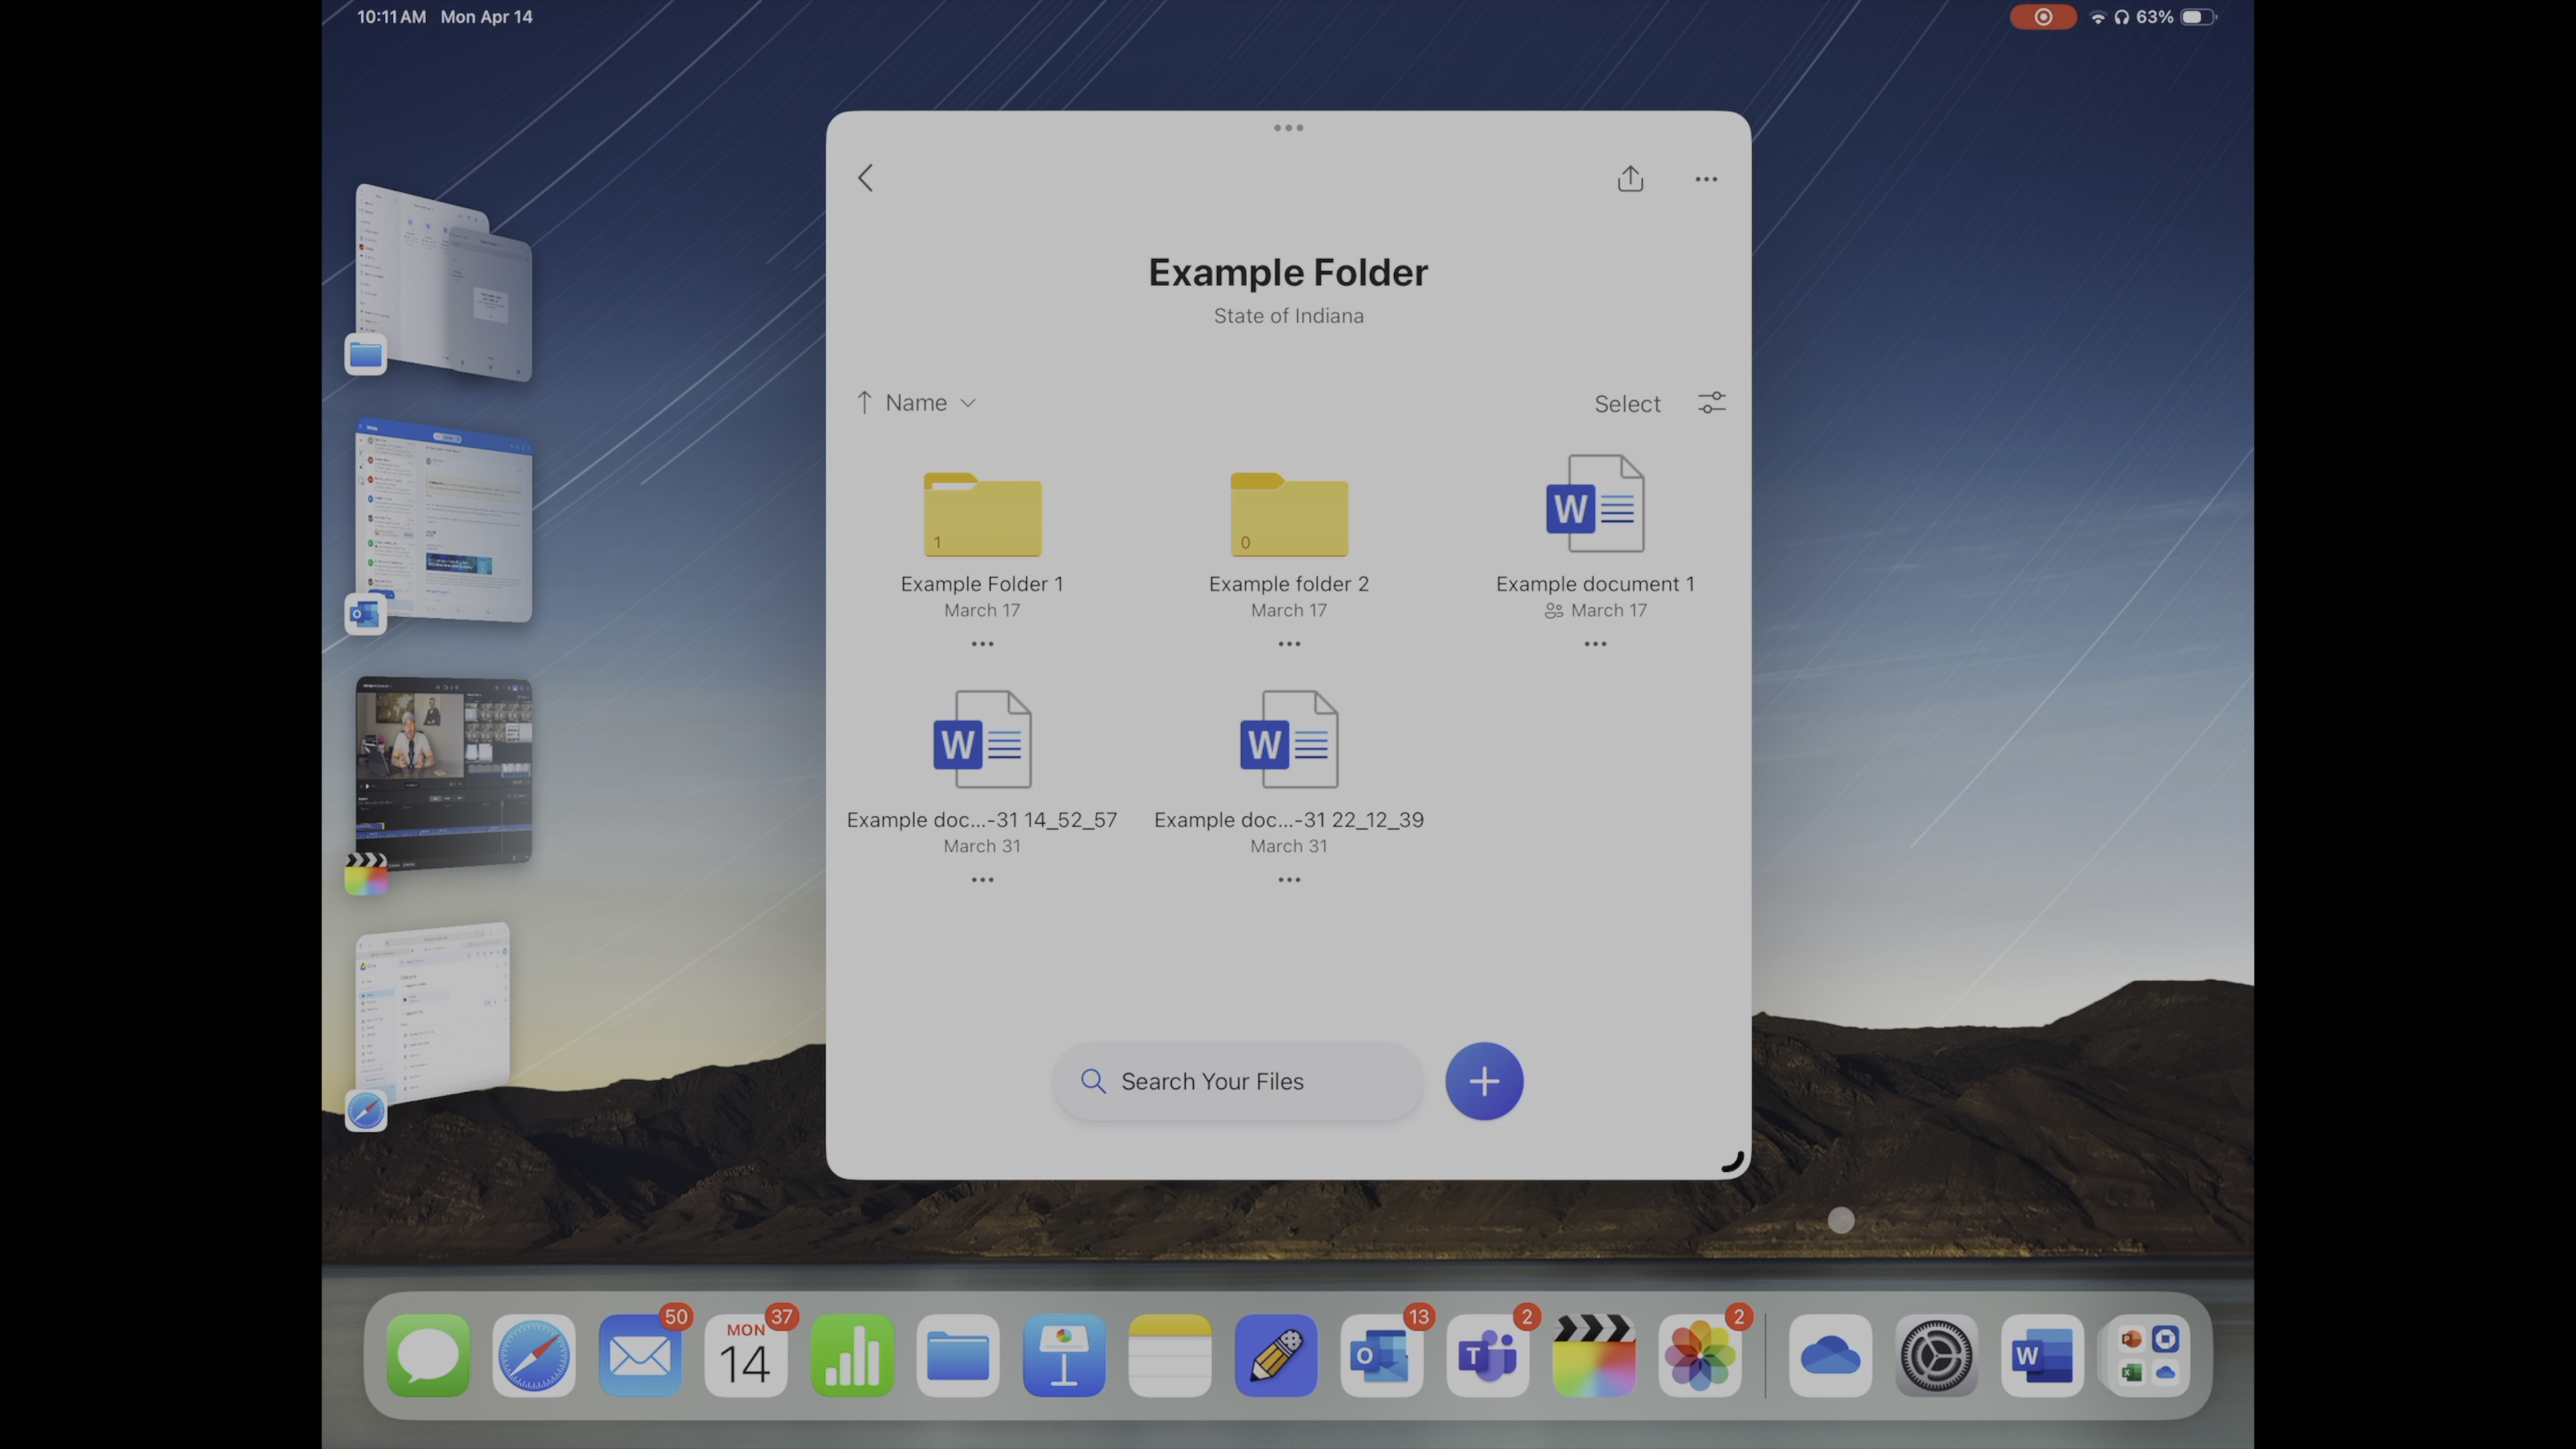 10:11 AM Mon Apr 14
63%
Example Folder
State of Indiana
Name
Select
1
0
W
Example Folder 1
Example folder 2
Example document 1
March 17
March 17
March 17
W
W
Example doc...-31 14_52_57
Example doc...-31 22_12_39
March 31
March 31
Search Your Files
50
37
13
2
2
MON
14
O
T
W